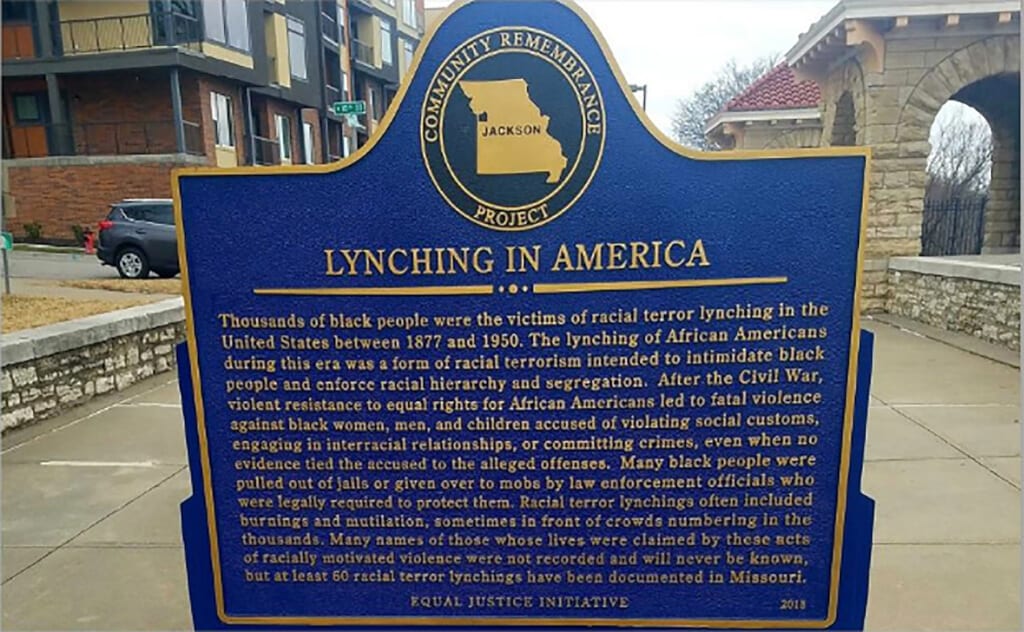 COMMUNITY REMEMBRANCE
JACKSON
PROJECT
LYNCHING IN AMERICA
Thousands of black people were the victims of racial terror lynching in the
United States between 1877 and 1950. The lynching of African Americans
during this era was a form of racial terrorism intended to intimidate black
people and enforce racial hierarchy and segregation. After the Civil War,
violent resistance to equal rights for African Americans led to fatal violence
against black women, men, and children accused of violating social customs,
engaging in interracial relationships, or committing crimes, even when no
evidence tied the accused to the alleged offenses. Many black people were
pulled out of jails or given over to mobs by law enforcement officials who
were legally required to protect them. Racial terror lynchings often included
burnings and mutilation, sometimes in front of crowds numbering in the
thousands. Many names of those whose lives were claimed by these acts
of racially motivated violence were not recorded and will never be known,
but at least 60 racial terror lynchings have been documented in Missouri.
EQUAL JUSTICE INITIATIVE
2018